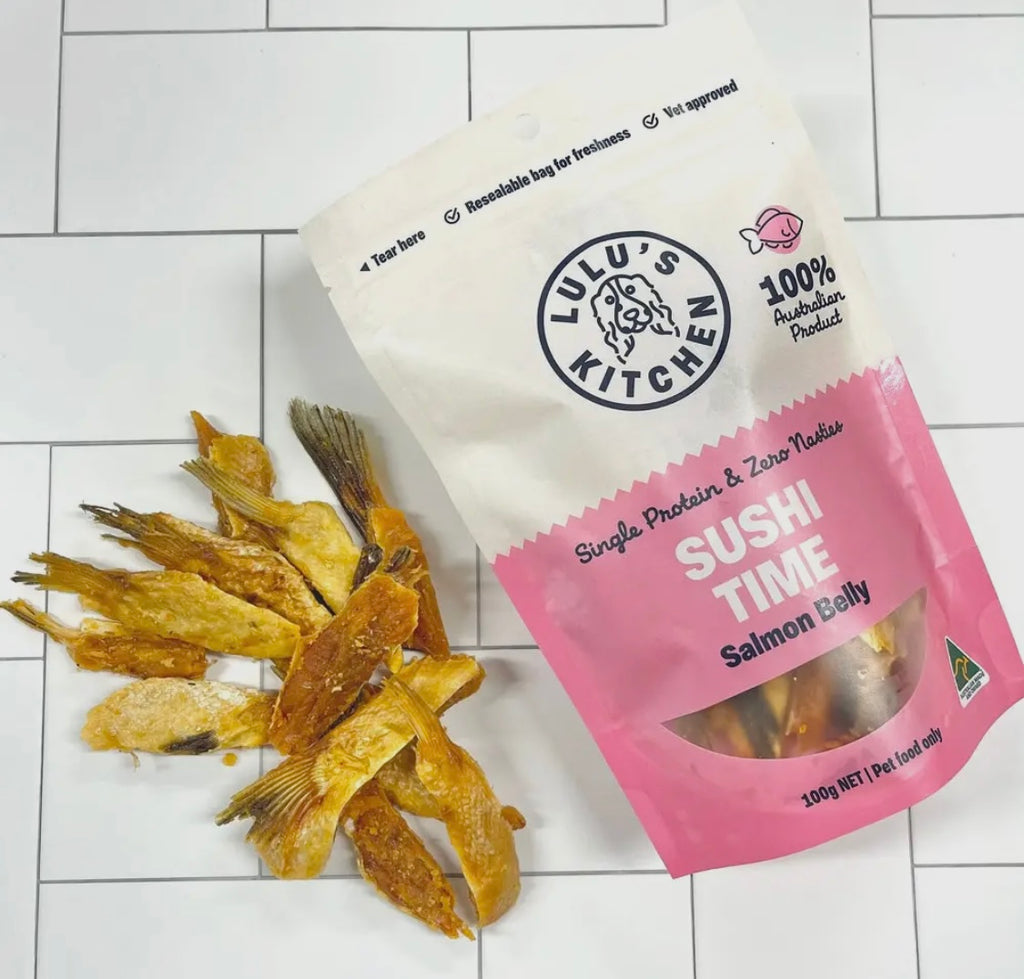 ◄ Tear here
Resealable bag for freshness
Vet approved
LULU'S
KITCHEN
100%
Australian
Product
Single Protein & Zero Nasties
SUSHI
TIME
Salmon Belly
100g NET | Pet food only